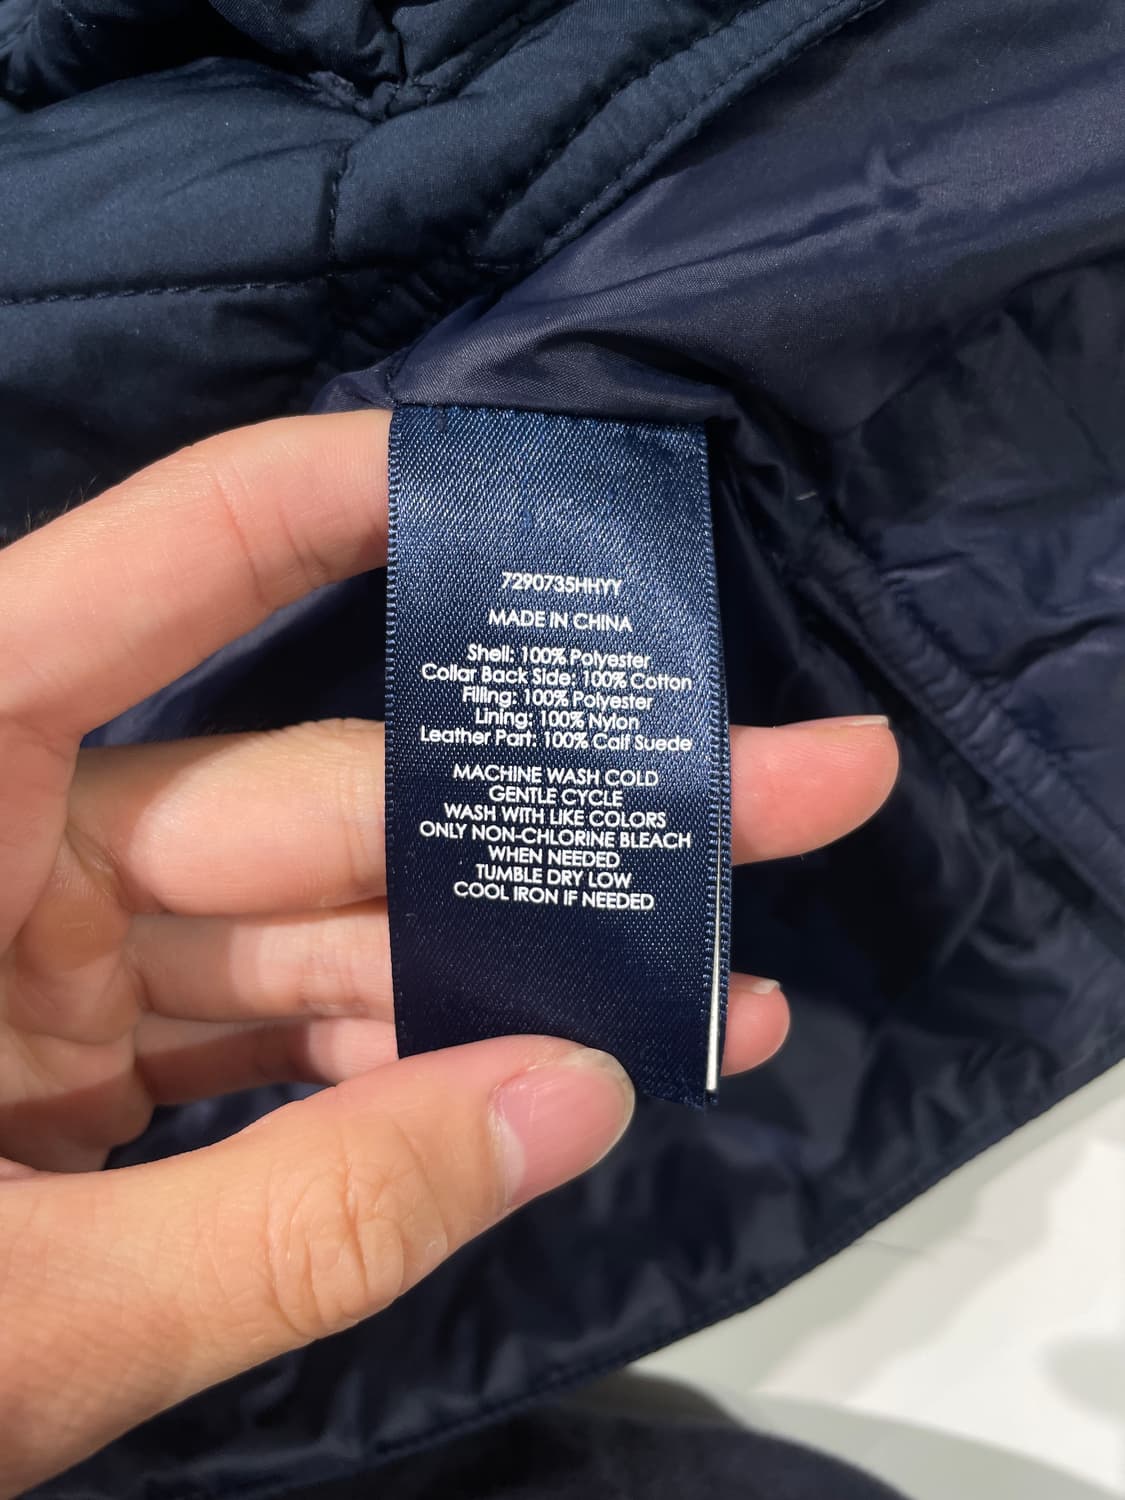 7290735HHYY
MADE IN CHINA
Shell: 100% Polyester
Collar Back Side: 100% Cotton
Filling: 100% Polyester
Lining: 100% Nylon
Leather Part: 100% Calf Suede
MACHINE WASH COLD
GENTLE CYCLE
WASH WITH LIKE COLORS
ONLY NON-CHLORINE BLEACH
WHEN NEEDED
TUMBLE DRY LOW
COOL IRON IF NEEDED